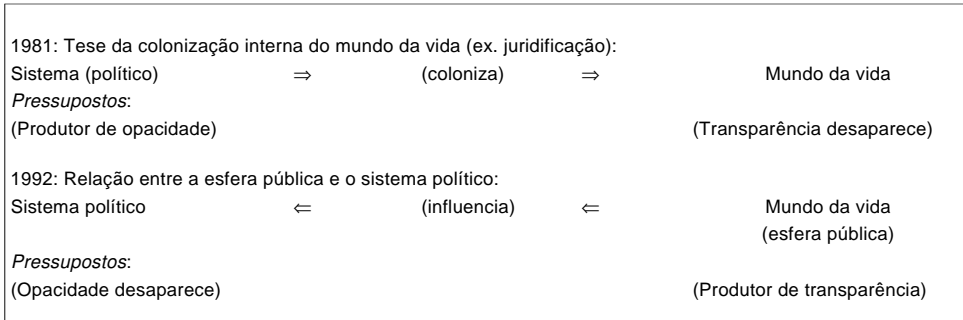 1981: Tese da colonização interna do mundo da vida (ex. juridificação):
Sistema (político) ⇒ (coloniza) ⇒ Mundo da vida
Pressupostos:
(Produtor de opacidade) (Transparência desaparece)
1992: Relação entre a esfera pública e o sistema político:
Sistema político ⇐ (influencia) ⇐ Mundo da vida
(esfera pública)
Pressupostos:
(Opacidade desaparece) (Produtor de transparência)